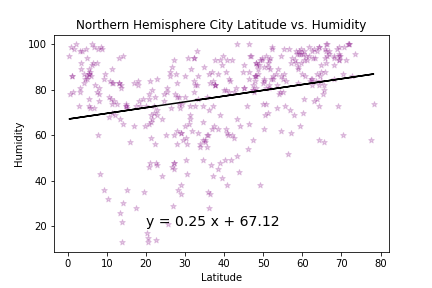 Northern Hemisphere City Latitude vs. Humidity
100
80
60
40
20
Humidity
y = 0.25 x + 67.12
0 10 20 30 40 50 60 70 80
Latitude